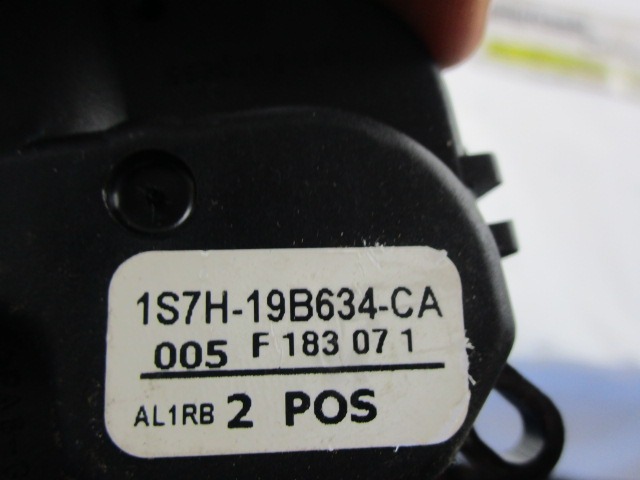 1S7H-19B634-CA
005 F 183 07 1
AL1RB 2 POS